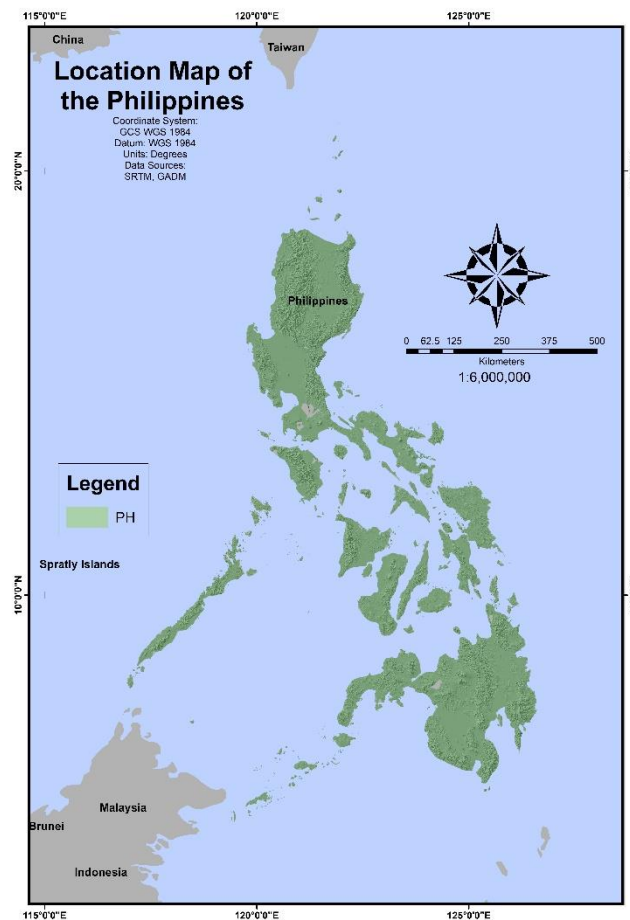 115°0'0"E 120°0'0"E 125°0'0"E
China
Taiwan
Location Map of
the Philippines
Coordinate System:
GCS WGS 1984
Datum: WGS 1984
Units: Degrees
Data Sources:
SRTM, GADM
20°0'0"N
Philippines
0 62.5 125 250 375 500
Kilometers
1:6,000,000
Legend
PH
Spratly Islands
10°0'0"N
Malaysia
Brunei
Indonesia
115°0'0"E 120°0'0"E 125°0'0"E